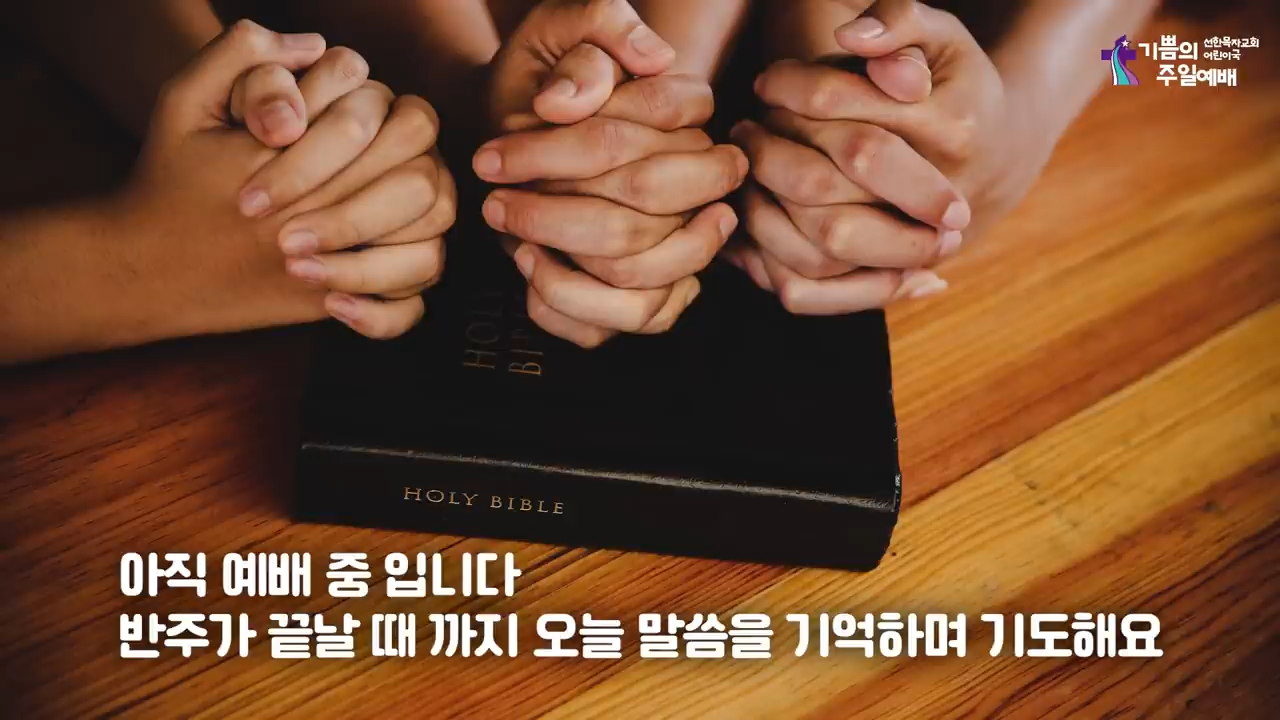 기쁨의
주일예배
선한목자교회
어린이국
HOLY
BI
HOLY BIBLE
아직 예배 중 입니다
반주가 끝날 때 까지 오늘 말씀을 기억하며 기도해요